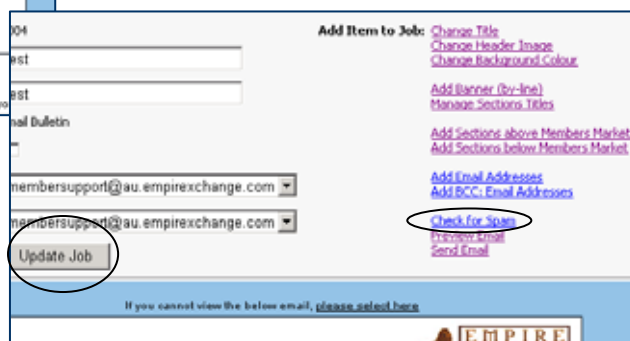 004
Add Item to Job: Change Title
Change Header Image
Change Background Colour
est
Add Banner (by-line)
Manage Sections Titles
est
mail Bulletin
Add Sections above Members Market
Add Sections below Members Market
membersupport@au.empirexchange.com
Add Email Addresses
Add BCC: Email Addresses
membersupport@au.empirexchange.com
Check for Spam
Preview Email
Send Email
Update Job
If you cannot view the below email, please select here
EMPIRE